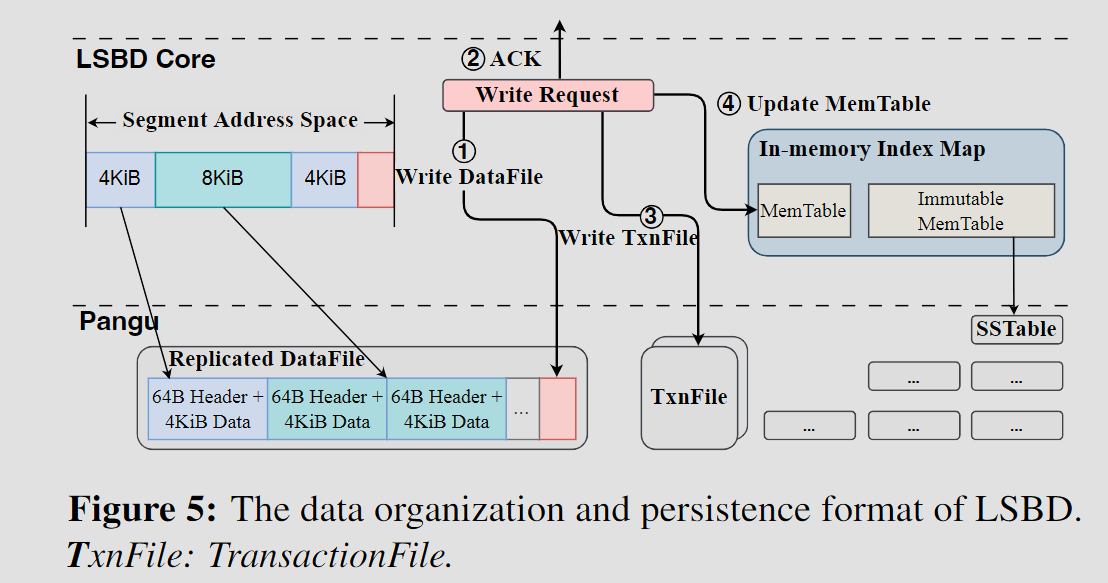 LSBD Core
② ACK
Write Request
④ Update MemTable
Segment Address Space
①
In-memory Index Map
4KiB
8KiB
4KiB
Write DataFile
MemTable
Immutable
MemTable
③
Write TxnFile
Pangu
SSTable
Replicated DataFile
64B Header +
4KiB Data
64B Header +
4KiB Data
64B Header +
4KiB Data
...
TxnFile
...
...
...
...
...
Figure 5: The data organization and persistence format of LSBD.
TxnFile: TransactionFile.